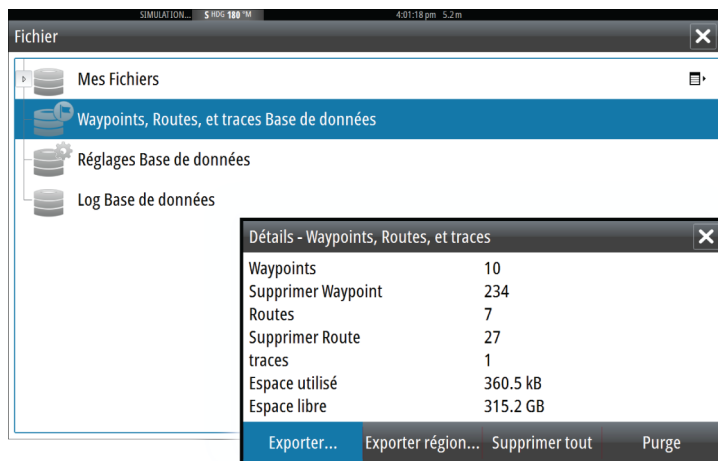 SIMULATION... S HDG 180 °M 4:01:18 pm 5.2 m
Fichier
Mes Fichiers
Waypoints, Routes, et traces Base de données
Réglages Base de données
Log Base de données
Détails - Waypoints, Routes, et traces
Waypoints 10
Supprimer Waypoint 234
Routes 7
Supprimer Route 27
traces 1
Espace utilisé 360.5 kB
Espace libre 315.2 GB
Exporter... Exporter région... Supprimer tout Purge